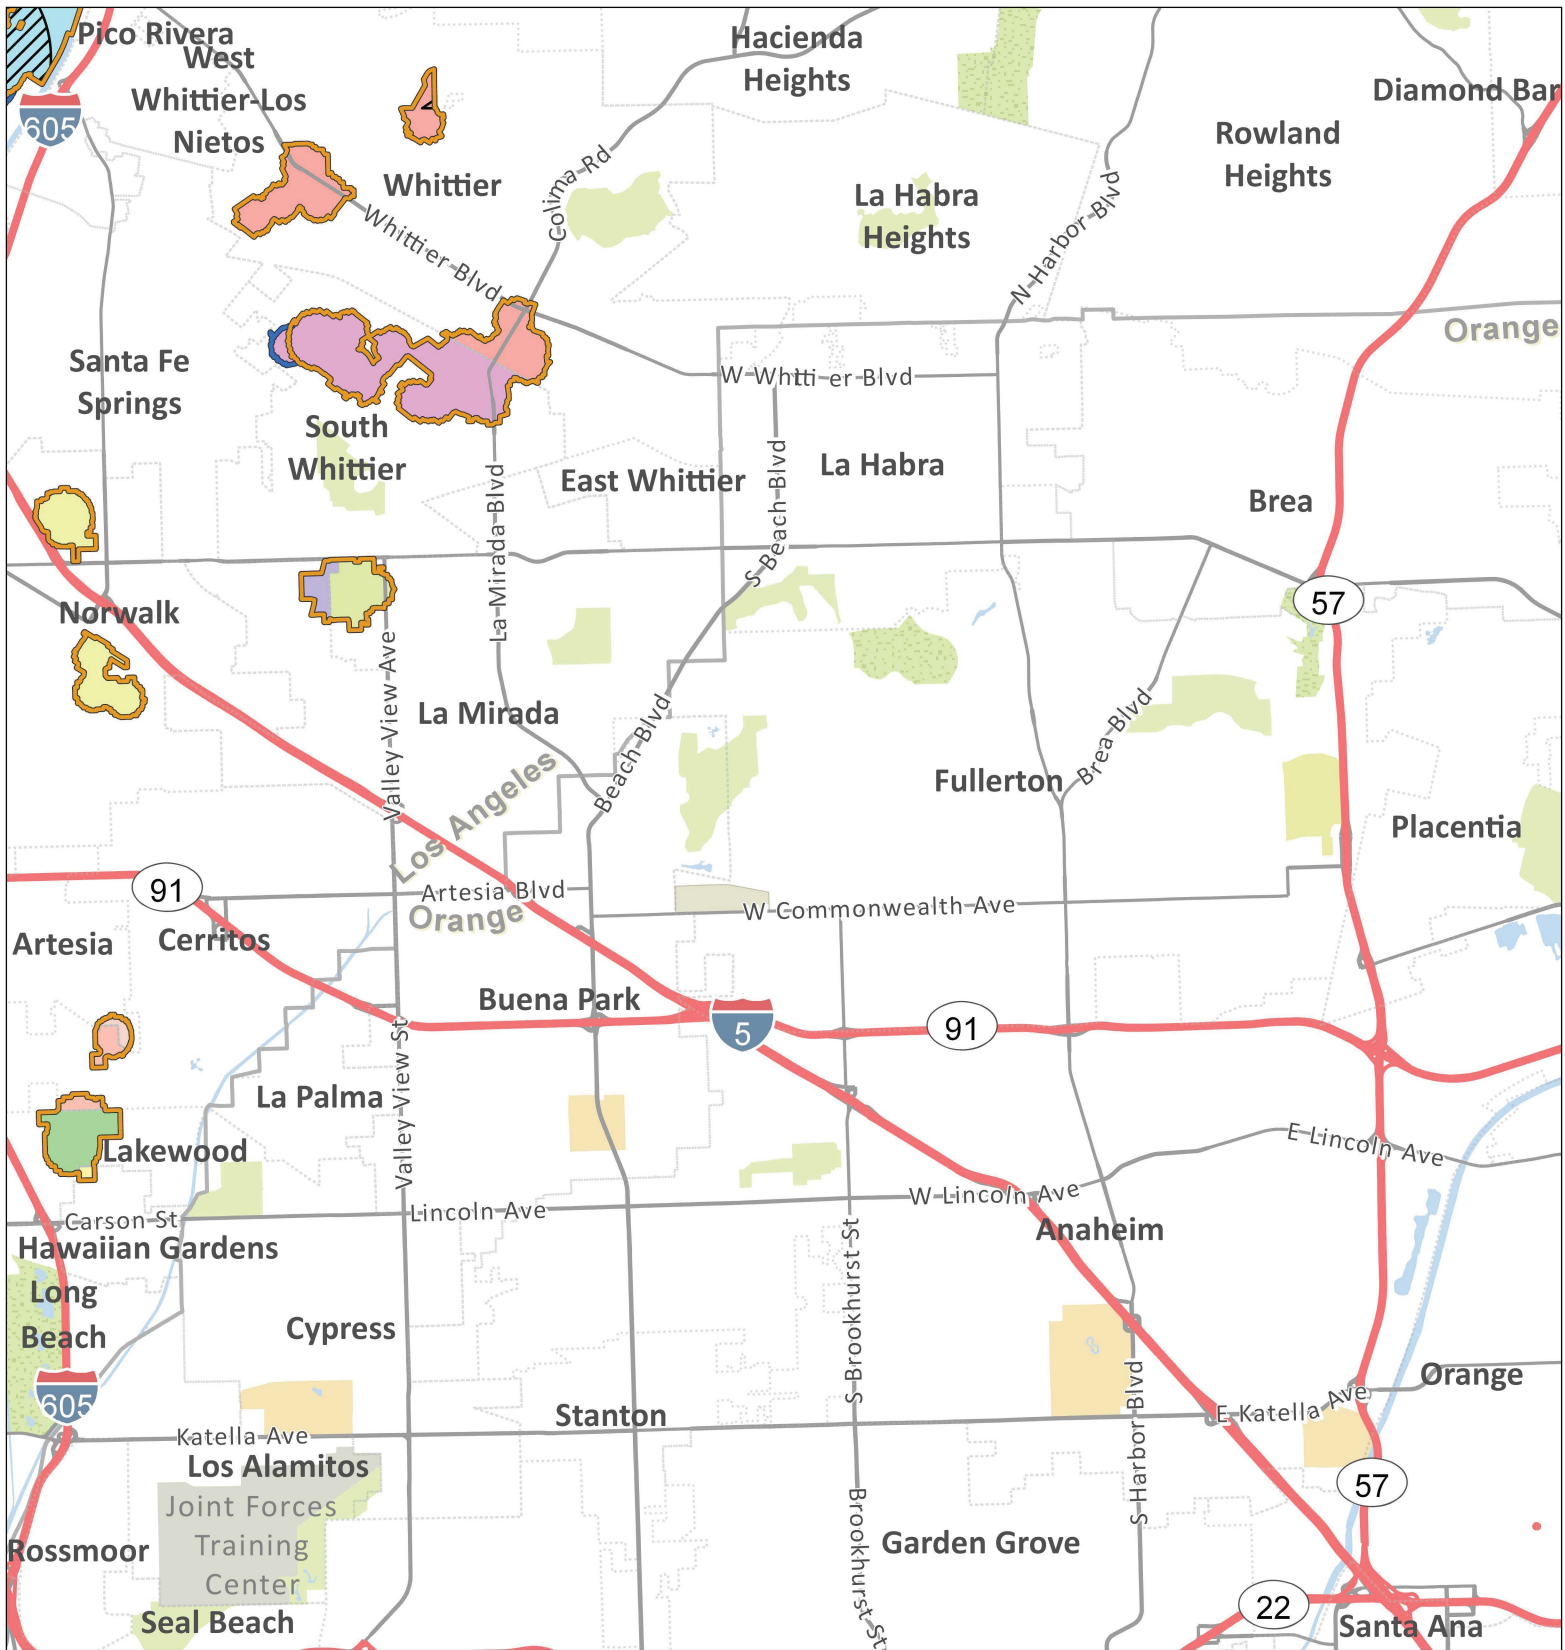 Pico Rivera
West
Whittier-Los
Nietos
Hacienda
Heights
Diamond Bar
605
Rowland
Heights
Whittier
Colima Rd
La Habra
Heights
N Harbor Blvd
Whittier Blvd
Orange
Santa Fe
Springs
W Whitti er Blvd
South
Whittier
East Whittier
La Habra
S Beach Blvd
La Mirada Blvd
Brea
57
Norwalk
Valley View Ave
La Mirada
Beach Blvd
Brea Blvd
Fullerton
Placentia
Los Angeles
91
Artesia Blvd
Orange
W Commonwealth Ave
Artesia
Cerritos
Buena Park
5
91
Valley View St
La Palma
Lakewood
E Lincoln Ave
W Lincoln Ave
Lincoln Ave
Carson St
Anaheim
Hawaiian Gardens
Long
Beach
Cypress
S Brookhurst St
S Harbor Blvd
605
Orange
E Katella Ave
Stanton
Katella Ave
Los Alamitos
57
Joint Forces
Training
Center
Brookhurst St
Garden Grove
Rossmoor
Seal Beach
22
Santa Ana